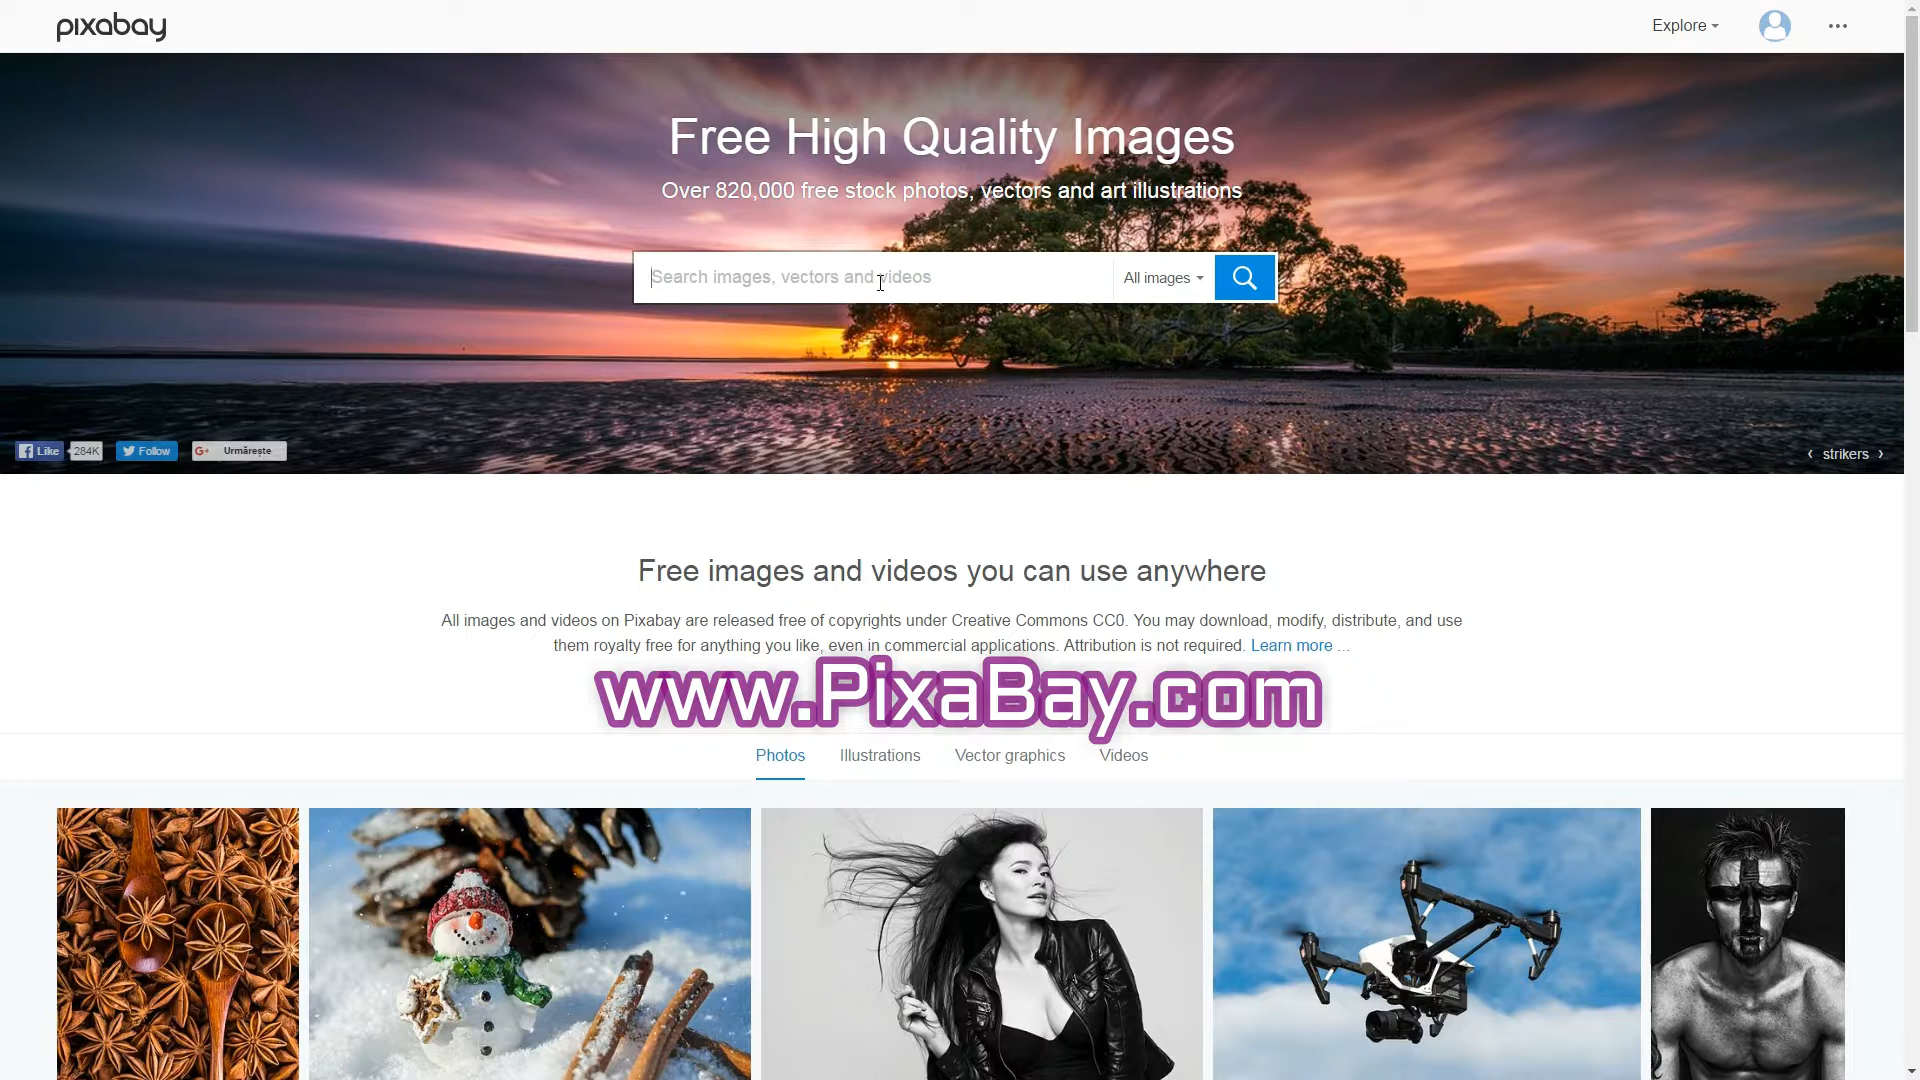 pixabay
Explore
Free High Quality Images
Over 820,000 free stock photos, vectors and art illustrations
Search images, vectors and videos
All images
Like 284K Follow G+ Urmărește
strikers
Free images and videos you can use anywhere
All images and videos on Pixabay are released free of copyrights under Creative Commons CC0. You may download, modify, distribute, and use
them royalty free for anything you like, even in commercial applications. Attribution is not required. Learn more ...
www.PixaBay.com
Photos Illustrations Vector graphics Videos